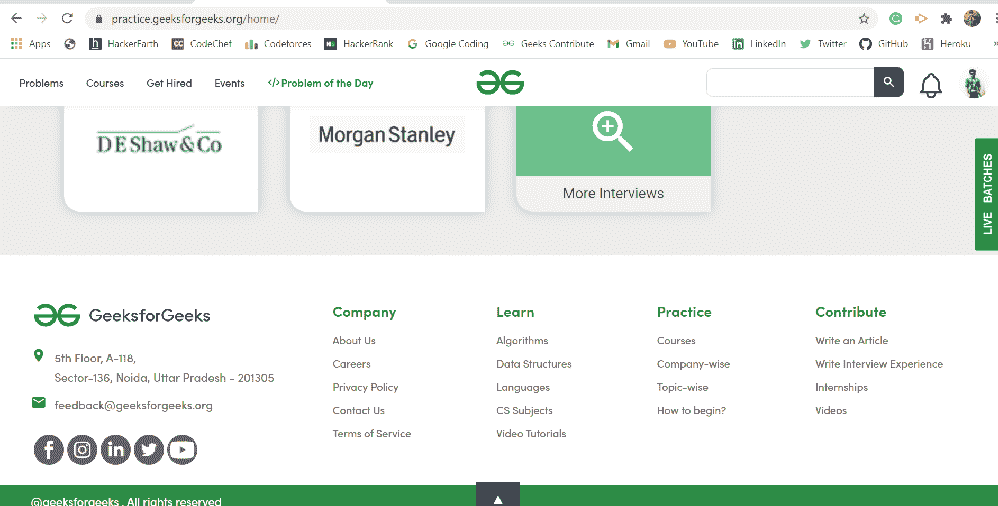 practice.geeksforgeeks.org/home/
Apps HackerEarth CodeChef Codeforces HackerRank Google Coding Geeks Contribute Gmail YouTube LinkedIn Twitter GitHub Heroku
Problems Courses Get Hired Events </>Problem of the Day
DE Shaw & Co Morgan Stanley
More Interviews
LIVE BATCHES
GeeksforGeeks
5th Floor, A-118,
Sector-136, Noida, Uttar Pradesh - 201305
feedback@geeksforgeeks.org
Company
About Us
Careers
Privacy Policy
Contact Us
Terms of Service
Learn
Algorithms
Data Structures
Languages
CS Subjects
Video Tutorials
Practice
Courses
Company-wise
Topic-wise
How to begin?
Contribute
Write an Article
Write Interview Experience
Internships
Videos
@geeksforgeeks , All rights reserved